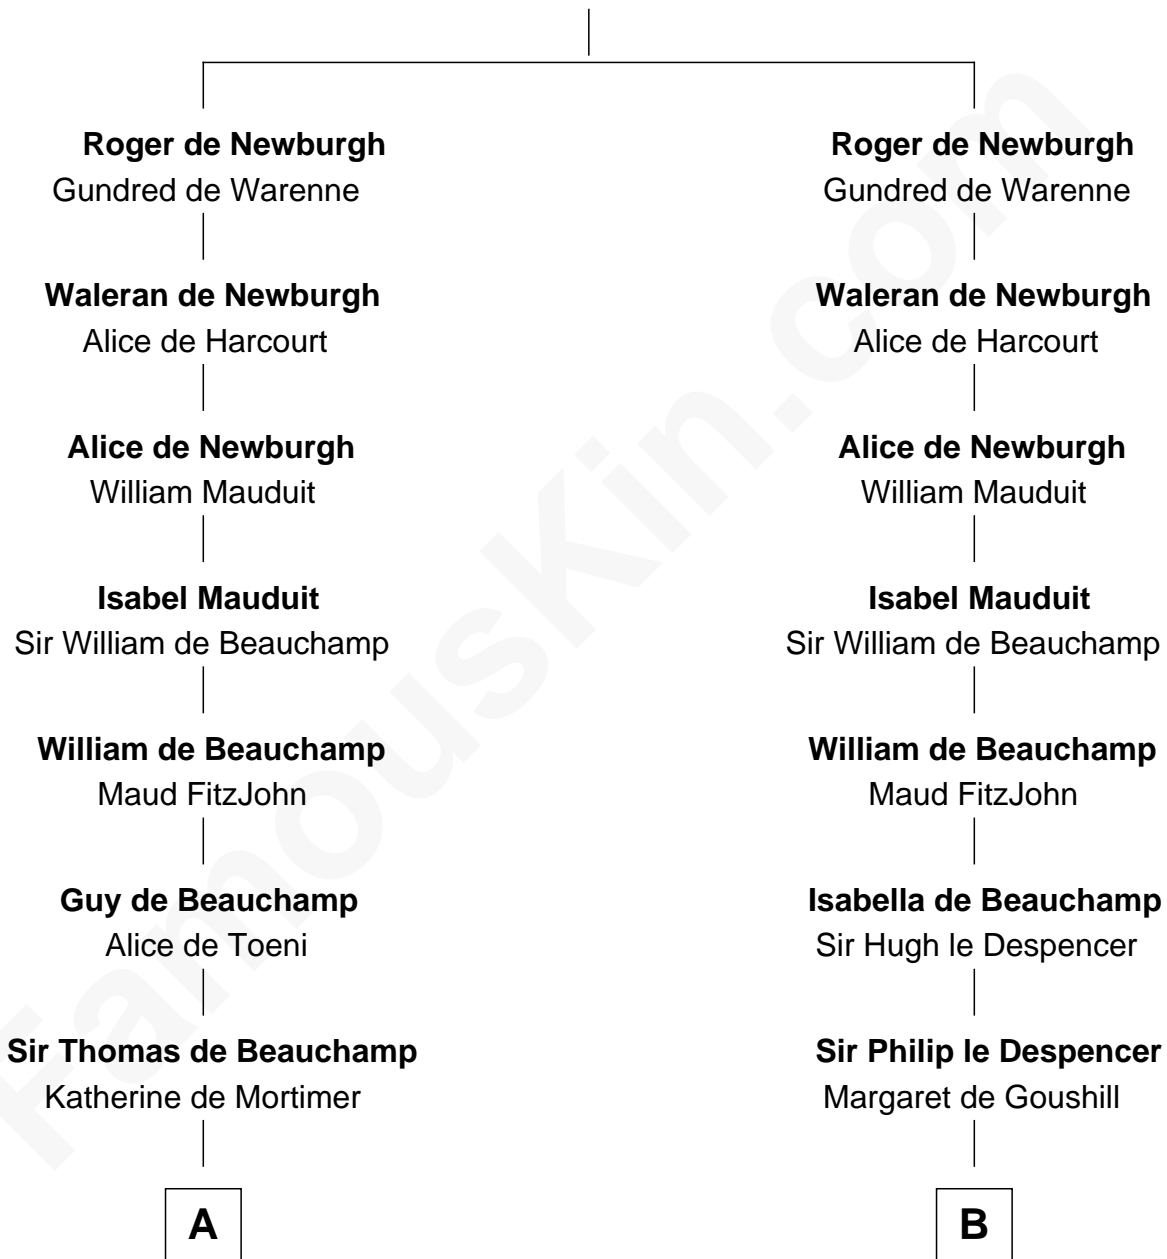 Roger de Newburgh
Gundred de Warenne
Waleran de Newburgh
Alice de Harcourt
Alice de Newburgh
William Mauduit
Isabel Mauduit
Sir William de Beauchamp
William de Beauchamp
Maud FitzJohn
Guy de Beauchamp
Alice de Toeni
Sir Thomas de Beauchamp
Katherine de Mortimer
A
Roger de Newburgh
Gundred de Warenne
Waleran de Newburgh
Alice de Harcourt
Alice de Newburgh
William Mauduit
Isabel Mauduit
Sir William de Beauchamp
William de Beauchamp
Maud FitzJohn
Isabella de Beauchamp
Sir Hugh le Despencer
Sir Philip le Despencer
Margaret de Goushill
B
FamousKin.com